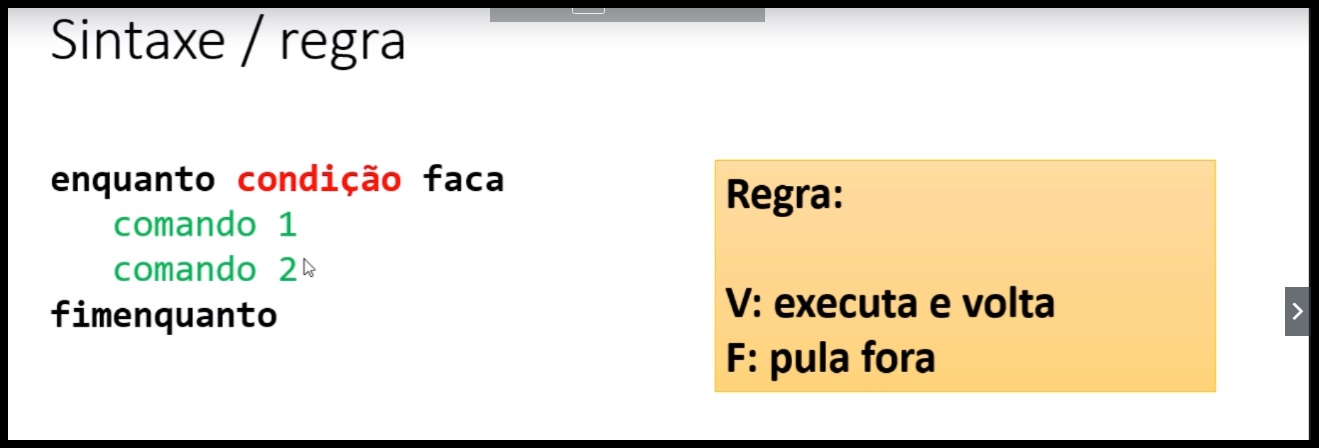 Sintaxe / regra
enquanto condição faca
comando 1
comando 2
fimenquanto
Regra:
V: executa e volta
F: pula fora